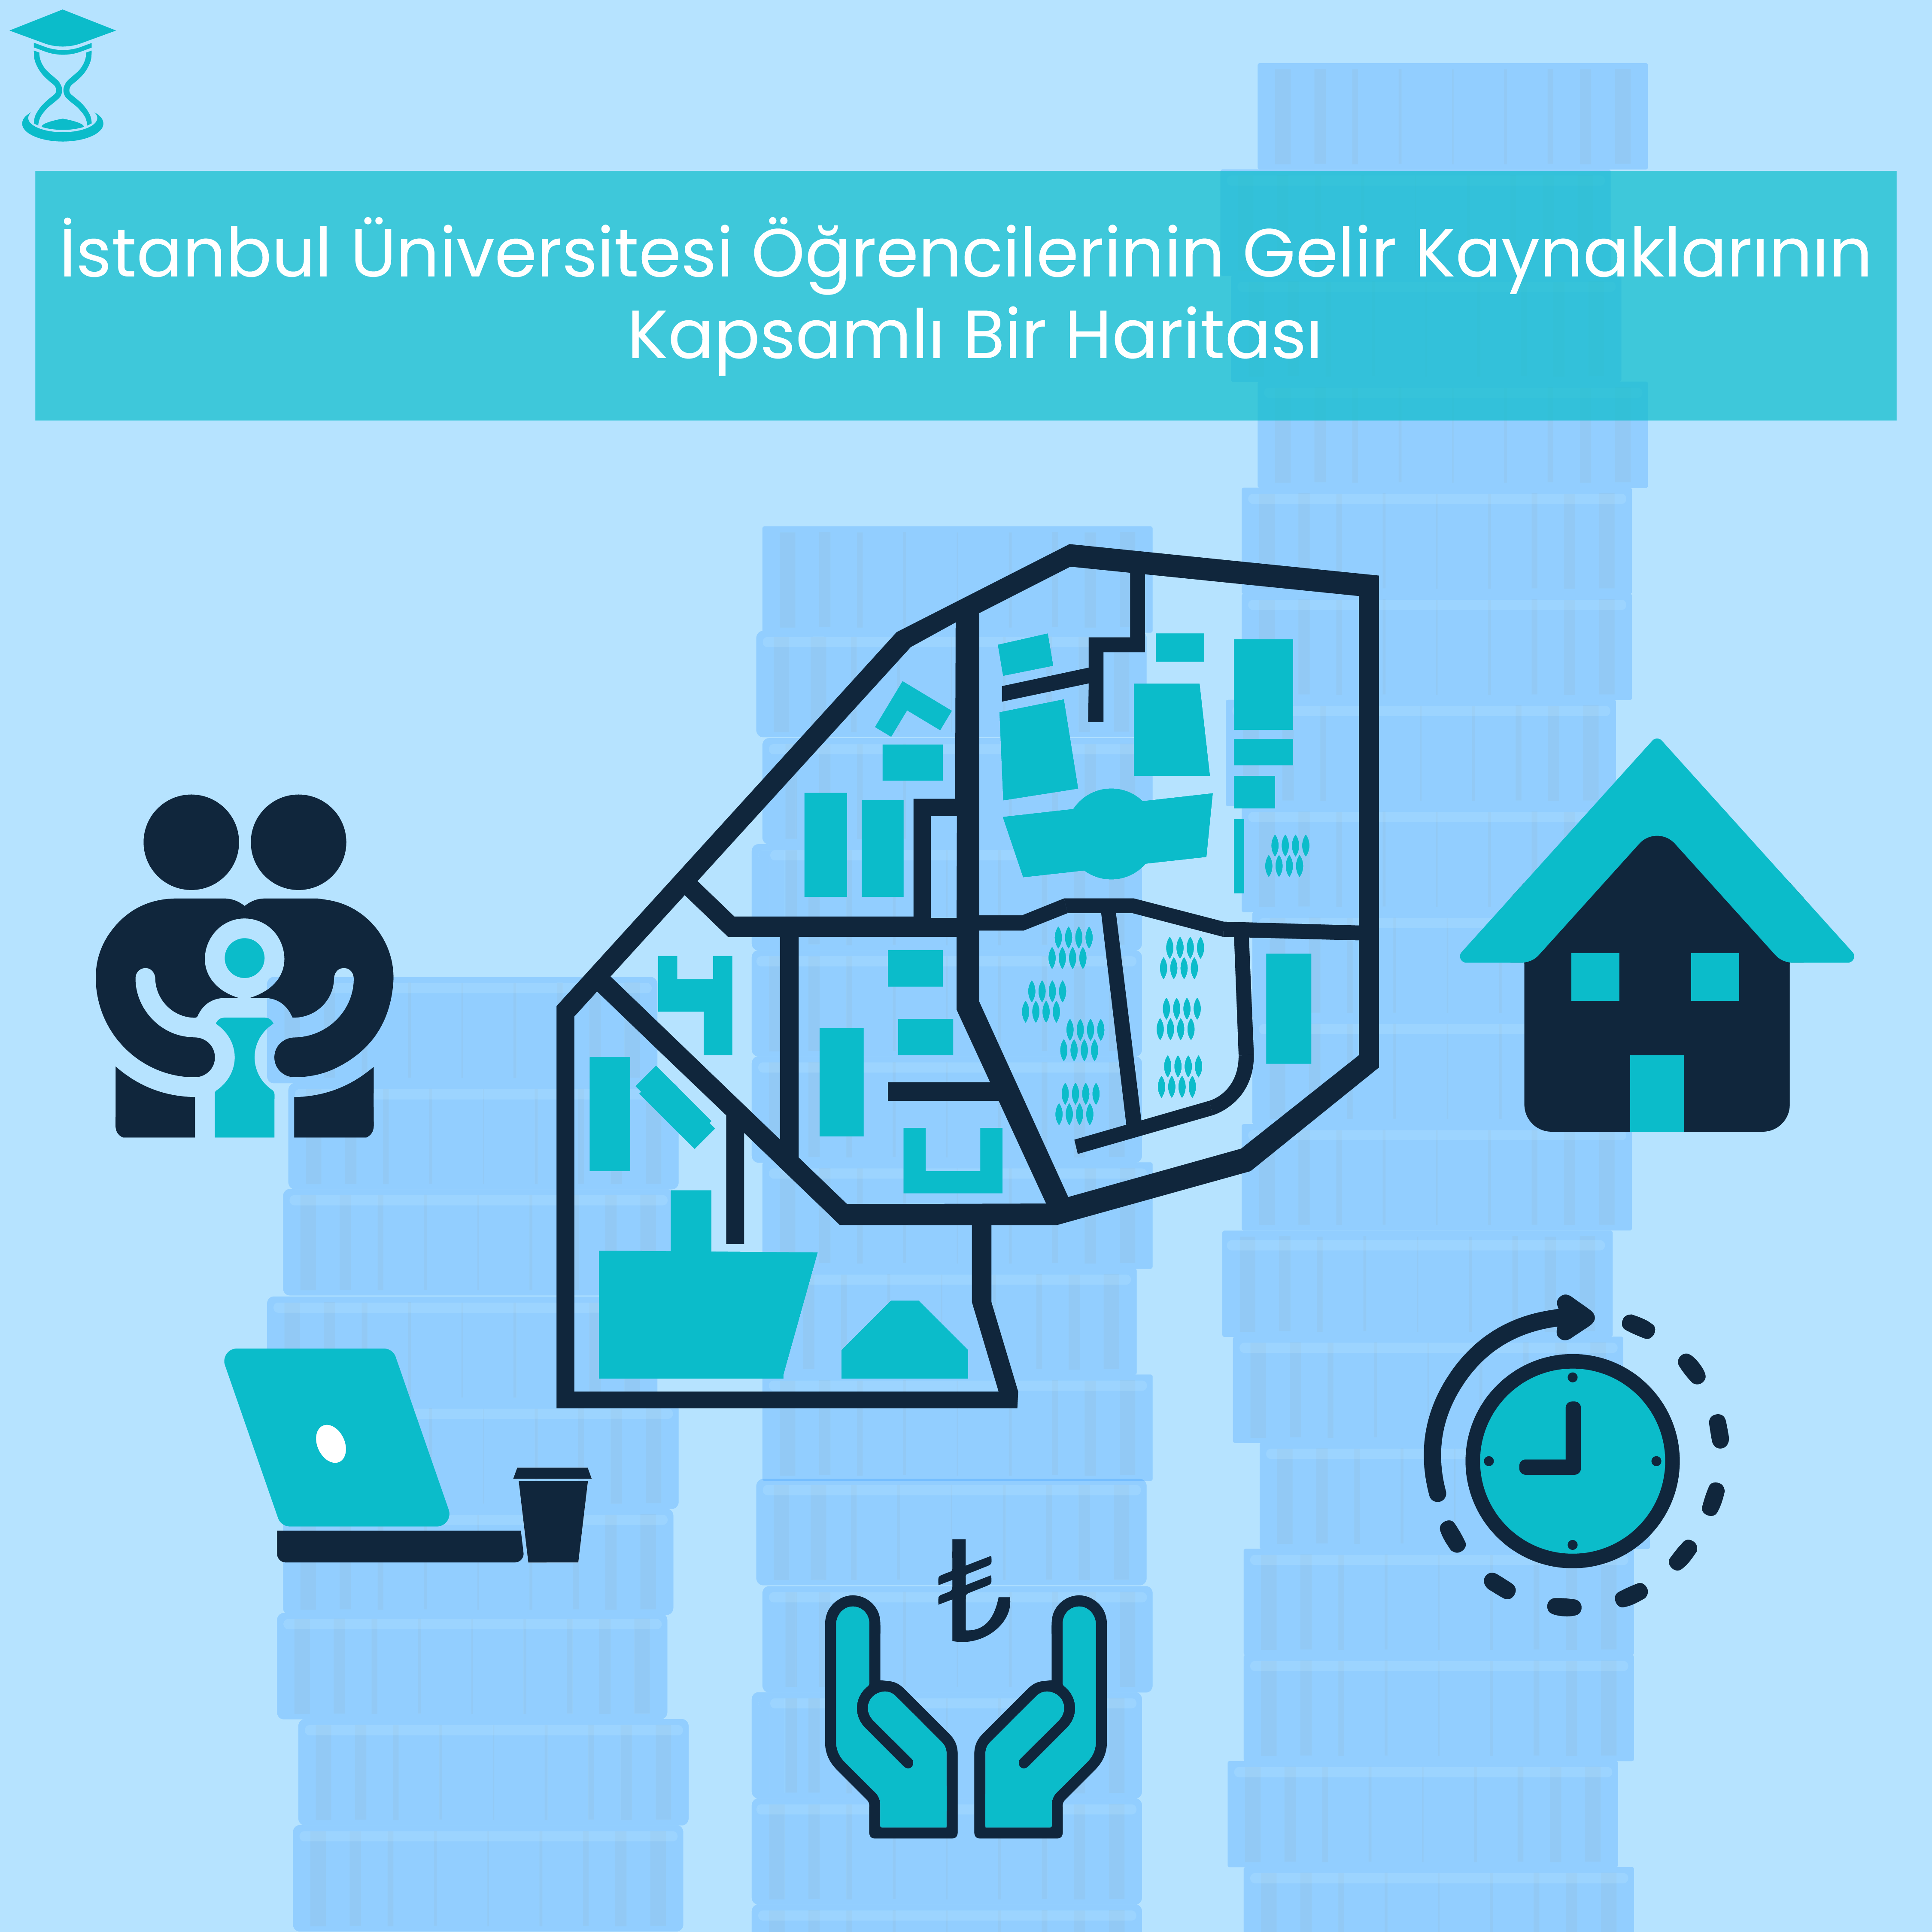 İstanbul Üniversitesi Öğrencilerinin Gelir Kaynaklarının
Kapsamlı Bir Haritası
₺